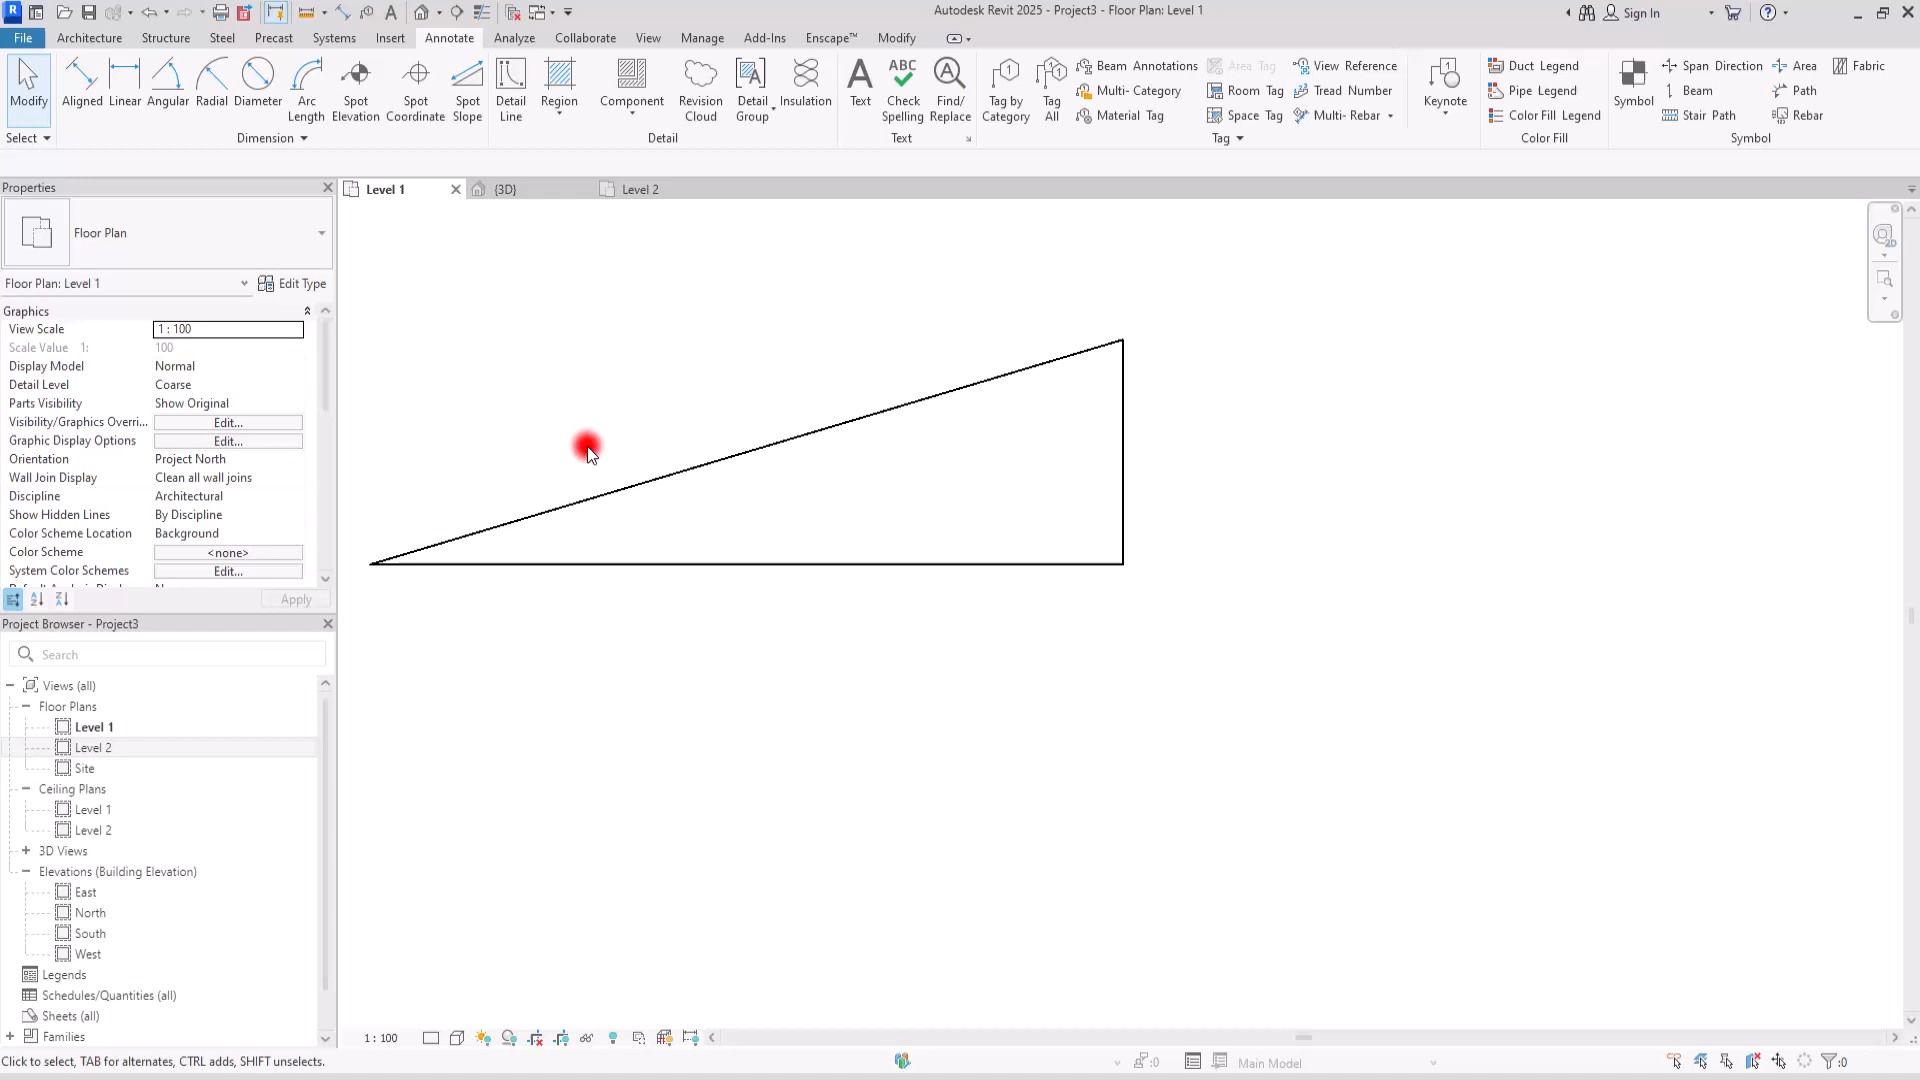 Autodesk Revit 2025 - Project3 - Floor Plan: Level 1
Sign In
File Architecture Structure Steel Precast Systems Insert Annotate Analyze Collaborate View Manage Add-Ins Enscape™ Modify
Modify
Select
Aligned Linear Angular Radial Diameter Arc Length Spot Elevation Spot Coordinate Spot Slope
Dimension
Detail Line Region Component Revision Cloud Detail Group Insulation
Detail
Text Check Spelling Find/ Replace
ABC
Text
Tag by Category Tag All
Beam Annotations Area Tag View Reference
Multi- Category Room Tag Tread Number
Material Tag Space Tag Multi- Rebar
Tag
Keynote
Duct Legend
Pipe Legend
Color Fill Legend
Color Fill
Symbol
Span Direction Area Fabric
Beam Path
Stair Path Rebar
Symbol
Properties
Floor Plan
Floor Plan: Level 1 Edit Type
Graphics
View Scale 1 : 100
Scale Value 1: 100
Display Model Normal
Detail Level Coarse
Parts Visibility Show Original
Visibility/Graphics Overri... Edit...
Graphic Display Options Edit...
Orientation Project North
Wall Join Display Clean all wall joins
Discipline Architectural
Show Hidden Lines By Discipline
Color Scheme Location Background
Color Scheme <none>
System Color Schemes Edit...
Apply
Project Browser - Project3
Search
Views (all)
Floor Plans
Level 1
Level 2
Site
Ceiling Plans
Level 1
Level 2
3D Views
Elevations (Building Elevation)
East
North
South
West
Legends
Schedules/Quantities (all)
Sheets (all)
Families
Level 1 {3D} Level 2
2D
1 : 100
Click to select, TAB for alternates, CTRL adds, SHIFT unselects.
:0
Main Model
:0